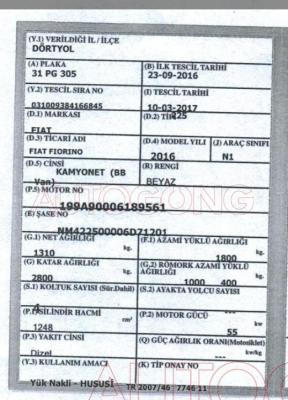 (Y.1) VERİLDİĞİ İL / İLÇE
DÖRTYOL
(A) PLAKA (B) İLK TESCİL TARİHİ
31 PG 305 23-09-2016
(Y.2) TESCİL SIRA NO (I) TESCİL TARİHİ
031009384166845 10-03-2017
(D.1) MARKASI (D.2) TİPİ 225
FIAT
(D.3) TİCARİ ADI (D.4) MODEL YILI (J) ARAÇ SINIFI
FIAT FIORINO 2016 N1
(D.5) CİNSİ (R) RENGİ
KAMYONET (BB BEYAZ
Van)
(P.5) MOTOR NO
199A90006189561
(E) ŞASE NO
NM422500006D71201
(G.1) NET AĞIRLIĞI (F.1) AZAMİ YÜKLÜ AĞIRLIĞI
1310 kg. 1800 kg.
(G) KATAR AĞIRLIĞI (G.2) RÖMORK AZAMİ YÜKLÜ AĞIRLIĞI
2800 kg. 1000 400 kg.
(S.1) KOLTUK SAYISI (Sür.Dahil) (S.2) AYAKTA YOLCU SAYISI
4 ---
(P.1) SİLİNDİR HACMİ (P.2) MOTOR GÜCÜ
1248 cm³ 55 kw
(P.3) YAKIT CİNSİ (Q) GÜÇ AĞIRLIK ORANI (Motosiklet)
Dizel --- kw/kg
(Y.3) KULLANIM AMACI (K) TİP ONAY NO
Yük Nakli - HUSUSİ TR 2007/46 7746 11